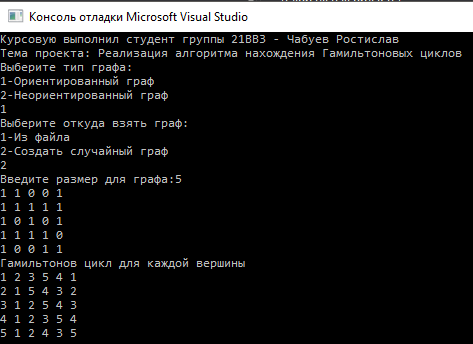 Консоль отладки Microsoft Visual Studio
Курсовую выполнил студент группы 21ВВ3 - Чабуев Ростислав
Тема проекта: Реализация алгоритма нахождения Гамильтоновых циклов
Выберите тип графа:
1-Ориентированный граф
2-Неориентированный граф
1
Выберите откуда взять граф:
1-Из файла
2-Создать случайный граф
2
Введите размер для графа:5
1 1 0 0 1
1 1 1 1 1
1 0 1 0 1
1 1 1 1 0
1 0 0 1 1
Гамильтонов цикл для каждой вершины
1 2 3 5 4 1
2 1 5 4 3 2
3 1 2 5 4 3
4 1 2 3 5 4
5 1 2 4 3 5